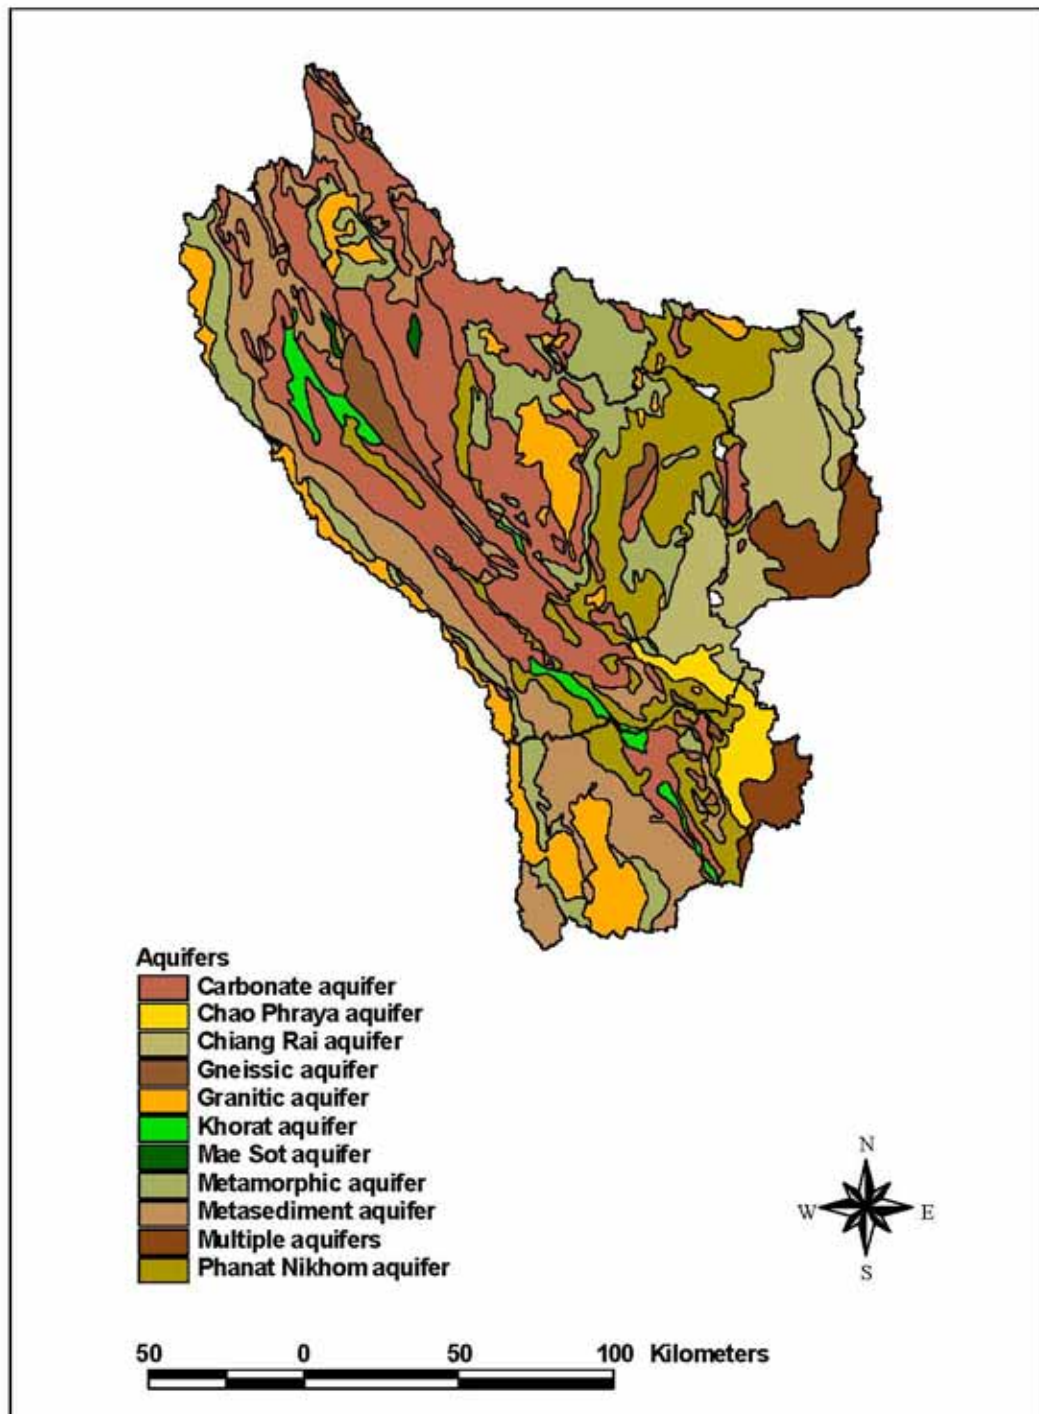 Aquifers
Carbonate aquifer
Chao Phraya aquifer
Chiang Rai aquifer
Gneissic aquifer
Granitic aquifer
Khorat aquifer
Mae Sot aquifer
Metamorphic aquifer
Metasediment aquifer
Multiple aquifers
Phanat Nikhom aquifer
N
W E
S
50 0 50 100 Kilometers